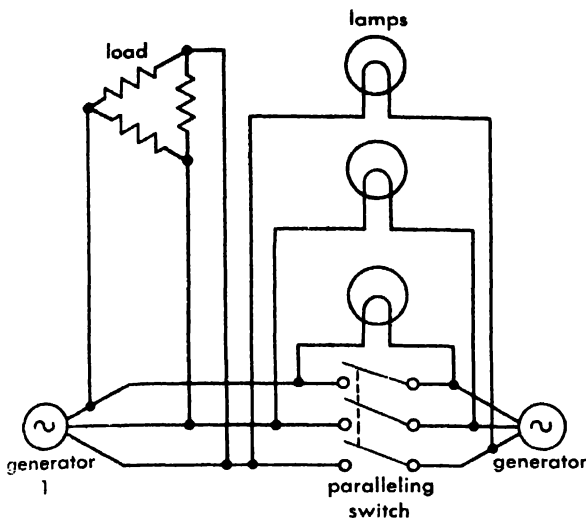 lamps
load
generator
1
generator
paralleling
switch